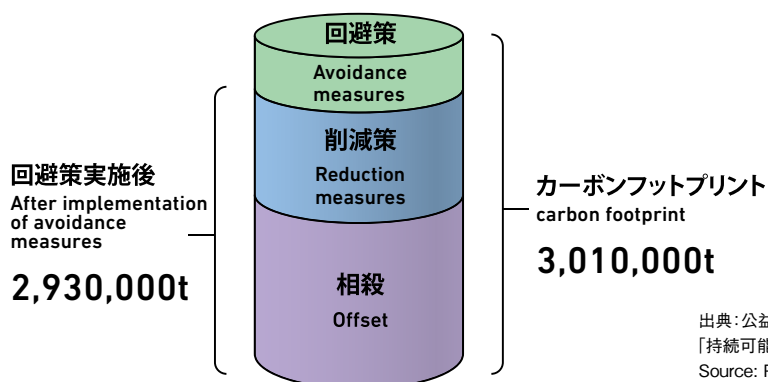 回避策
Avoidance
measures
削減策
Reduction
measures
相殺
Offset
回避策実施後
After implementation
of avoidance
measures
2,930,000t
カーボンフットプリント
carbon footprint
3,010,000t
出典：公益
「持続可能
Source: